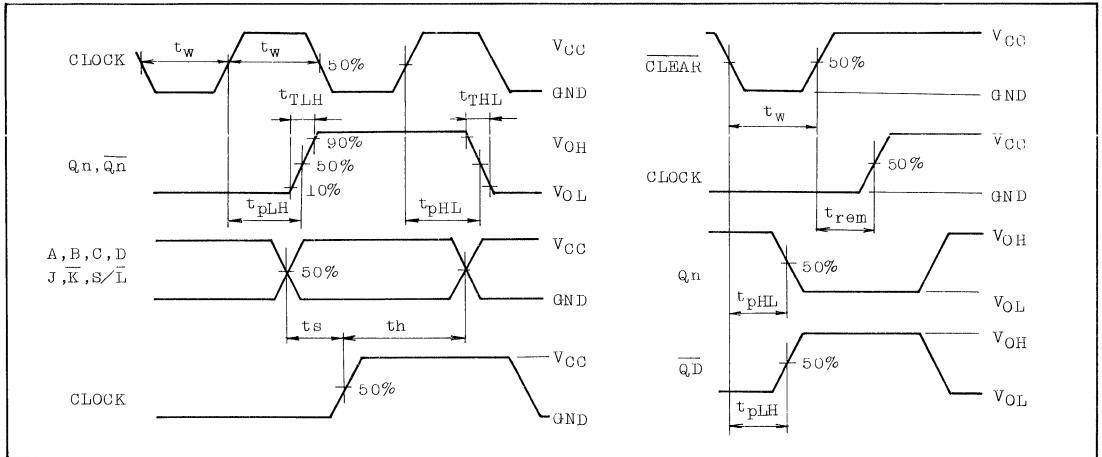 CLOCK
t_w
t_w
50%
V_CC
GND
t_TLH
t_THL
Qn, Q̅n̅
90%
50%
10%
V_OH
V_OL
t_pLH
t_pHL
A, B, C, D
J, K̅, S/L̅
50%
V_CC
GND
ts
th
CLOCK
50%
V_CC
GND
C̅L̅E̅A̅R̅
50%
V_CC
GND
t_w
CLOCK
50%
V_CC
GND
t_rem
Qn
50%
V_OH
V_OL
t_pHL
Q̅D̅
50%
V_OH
V_OL
t_pLH